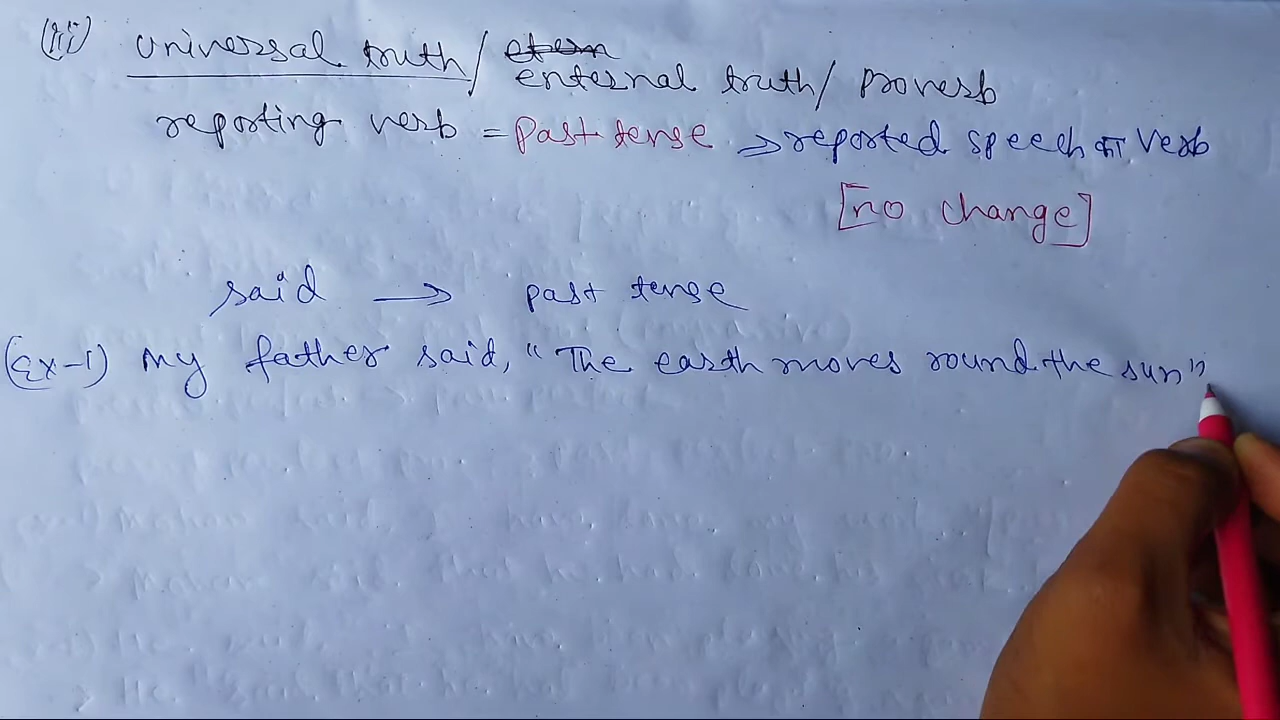 (iii) universal truth/ enternal truth/ Proverb
reporting verb = Past tense ⇒ reported speech का verb
[no change]
said → past tense
(Ex-1) My father said, "The earth moves round the sun"